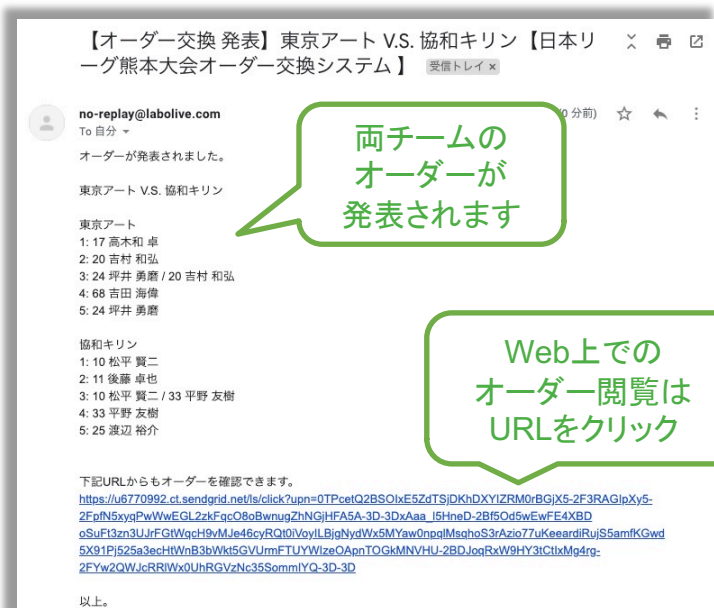 【オーダー交換 発表】東京アート V.S. 協和キリン【日本リ
ーグ熊本大会オーダー交換システム】 受信トレイ ×
no-replay@labolive.com
To 自分
0 分前)
オーダーが発表されました。
東京アート V.S. 協和キリン
東京アート
1: 17 高木和 卓
2: 20 吉村 和弘
3: 24 坪井 勇磨 / 20 吉村 和弘
4: 68 吉田 海偉
5: 24 坪井 勇磨
両チームの
オーダーが
発表されます
協和キリン
1: 10 松平 賢二
2: 11 後藤 卓也
3: 10 松平 賢二 / 33 平野 友樹
4: 33 平野 友樹
5: 25 渡辺 裕介
Web上での
オーダー閲覧は
URLをクリック
下記URLからもオーダーを確認できます。
https://u6770992.ct.sendgrid.net/ls/click?upn=0TPcetQ2BSOIxE5ZdTSjDKhDXYIZRM0rBGjX5-2F3RAGIpXy5-
2FpfN5xyqPwWwEGL2zkFqcO8oBwnugZhNGjHFA5A-3D-3DxAaa_I5HneD-2Bf5Od5wEwFE4XBD
oSuFt3zn3UJrFGtWqcH9vMJe46cyRQt0iVoyILBjgNydWx5MYaw0npqlMsqhoS3rAzio77uKeeardiRujS5amfKGwd
5X91Pj525a3ecHtWnB3bWkt5GVUrmFTUYWIzeOApnTOGkMNVHU-2BDJoqRxW9HY3tCtIxMg4rg-
2FYw2QWJcRRlWx0UhRGVzNc35SommIYQ-3D-3D
以上。